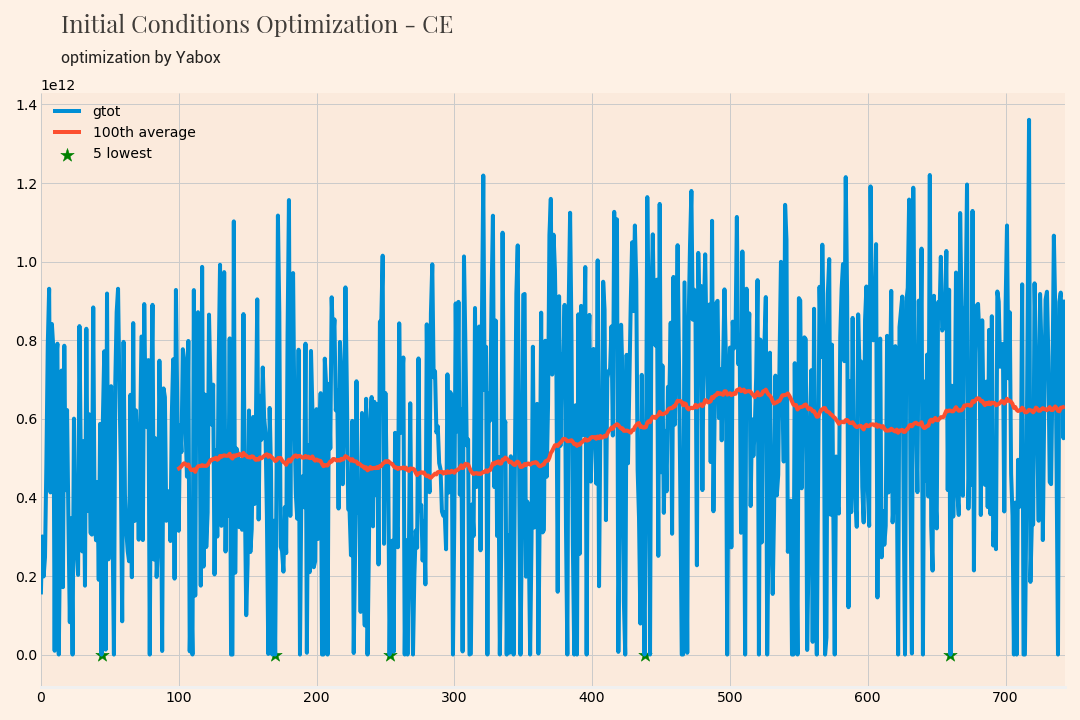 Initial Conditions Optimization - CE
optimization by Yabox
1e12
gtot
100th average
5 lowest
1.4
1.2
1.0
0.8
0.6
0.4
0.2
0.0
0 100 200 300 400 500 600 700